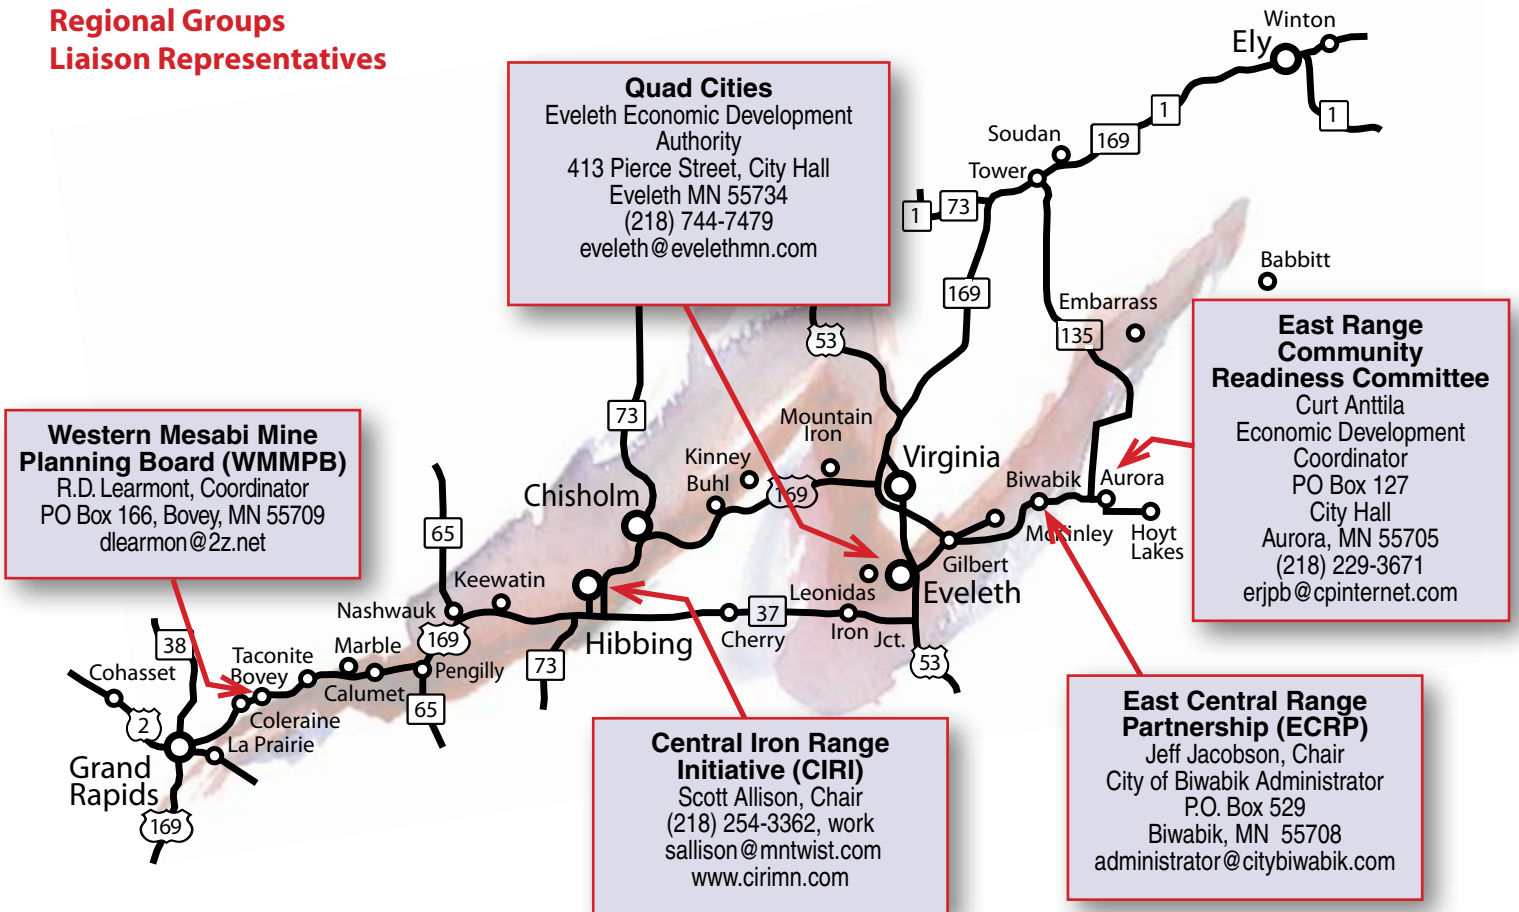 Regional Groups
Liaison Representatives
Quad Cities
Eveleth Economic Development
Authority
413 Pierce Street, City Hall
Eveleth MN 55734
(218) 744-7479
eveleth@evelethmn.com
Winton
Ely
1
1
169
Soudan
Tower
1
73
169
Babbitt
Embarrass
135
53
East Range
Community
Readiness Committee
Curt Anttila
Economic Development
Coordinator
PO Box 127
City Hall
Aurora, MN 55705
(218) 229-3671
erjpb@cpinternet.com
Western Mesabi Mine
Planning Board (WMMPB)
R.D. Learmont, Coordinator
PO Box 166, Bovey, MN 55709
dlearmon@2z.net
73
Mountain
Iron
Kinney
Buhl
169
Virginia
Chisholm
Biwabik
Aurora
McKinley
Hoyt
Lakes
65
Keewatin
Nashwauk
169
Gilbert
Leonidas
Eveleth
37
Cherry
Iron Jct.
Hibbing
53
73
38
Cohasset
Taconite
Bovey
Marble
Calumet
Pengilly
65
2
Coleraine
La Prairie
Grand
Rapids
169
Central Iron Range
Initiative (CIRI)
Scott Allison, Chair
(218) 254-3362, work
sallison@mntwist.com
www.cirimn.com
East Central Range
Partnership (ECRP)
Jeff Jacobson, Chair
City of Biwabik Administrator
P.O. Box 529
Biwabik, MN 55708
administrator@citybiwabik.com